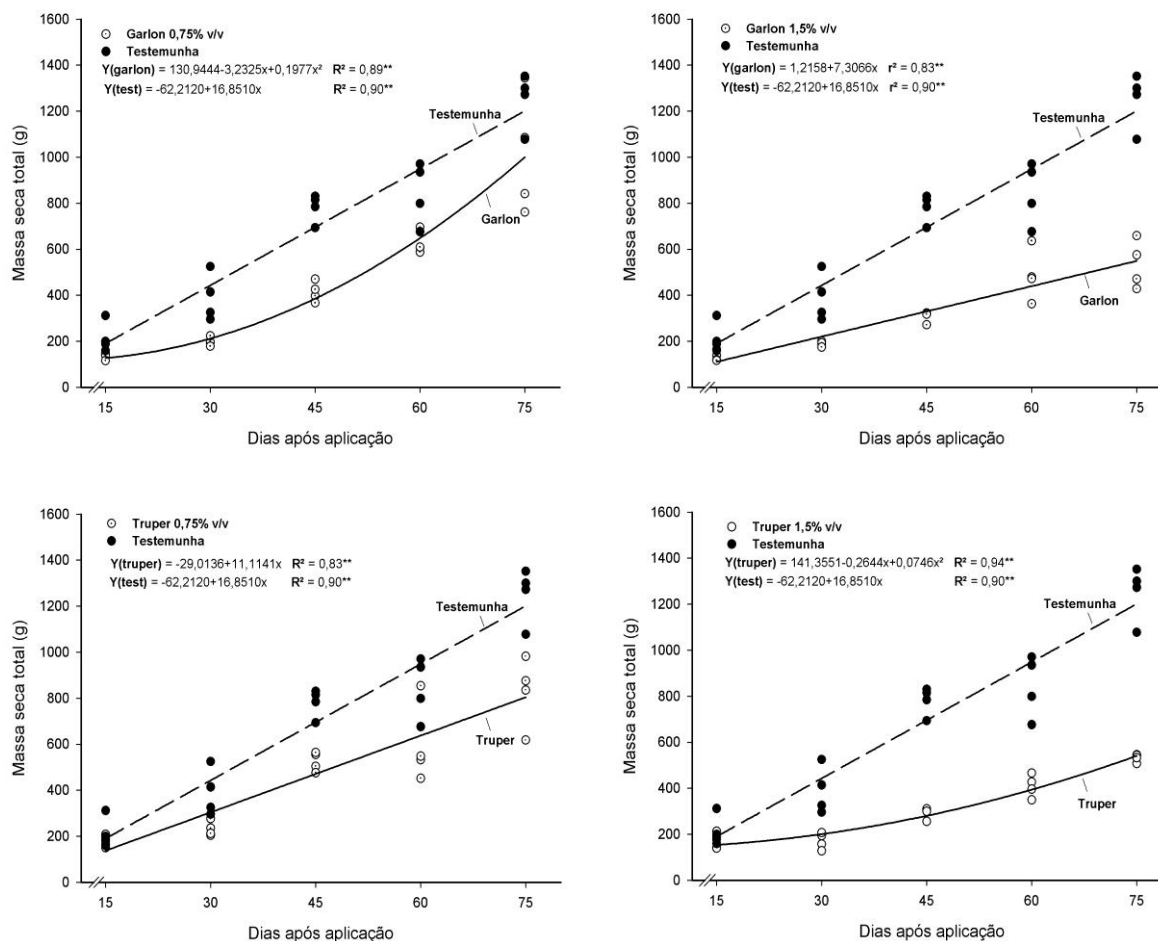 1600
1400
1200
1000
800
600
400
200
0
Massa seca total (g)
Garlon 0,75% v/v
Testemunha
Y(garlon) = 130,9444-3,2325x+0,1977x² R² = 0,89**
Y(test) = -62,2120+16,8510x R² = 0,90**
Testemunha
Garlon
15 30 45 60 75
Dias após aplicação
1600
1400
1200
1000
800
600
400
200
0
Massa seca total (g)
Garlon 1,5% v/v
Testemunha
Y(garlon) = 1,2158+7,3066x r² = 0,83**
Y(test) = -62,2120+16,8510x r² = 0,90**
Testemunha
Garlon
15 30 45 60 75
Dias após aplicação
1600
1400
1200
1000
800
600
400
200
0
Massa seca total (g)
Truper 0,75% v/v
Testemunha
Y(truper) = -29,0136+11,1141x R² = 0,83**
Y(test) = -62,2120+16,8510x R² = 0,90**
Testemunha
Truper
15 30 45 60 75
Dias após aplicação
1600
1400
1200
1000
800
600
400
200
0
Massa seca total (g)
Truper 1,5% v/v
Testemunha
Y(truper) = 141,3551-0,2644x+0,0746x² R² = 0,94**
Y(test) = -62,2120+16,8510x R² = 0,90**
Testemunha
Truper
15 30 45 60 75
Dias após aplicação